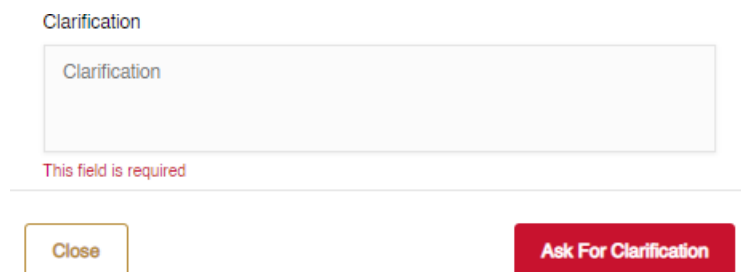 Clarification
Clarification
This field is required
Close
Ask For Clarification